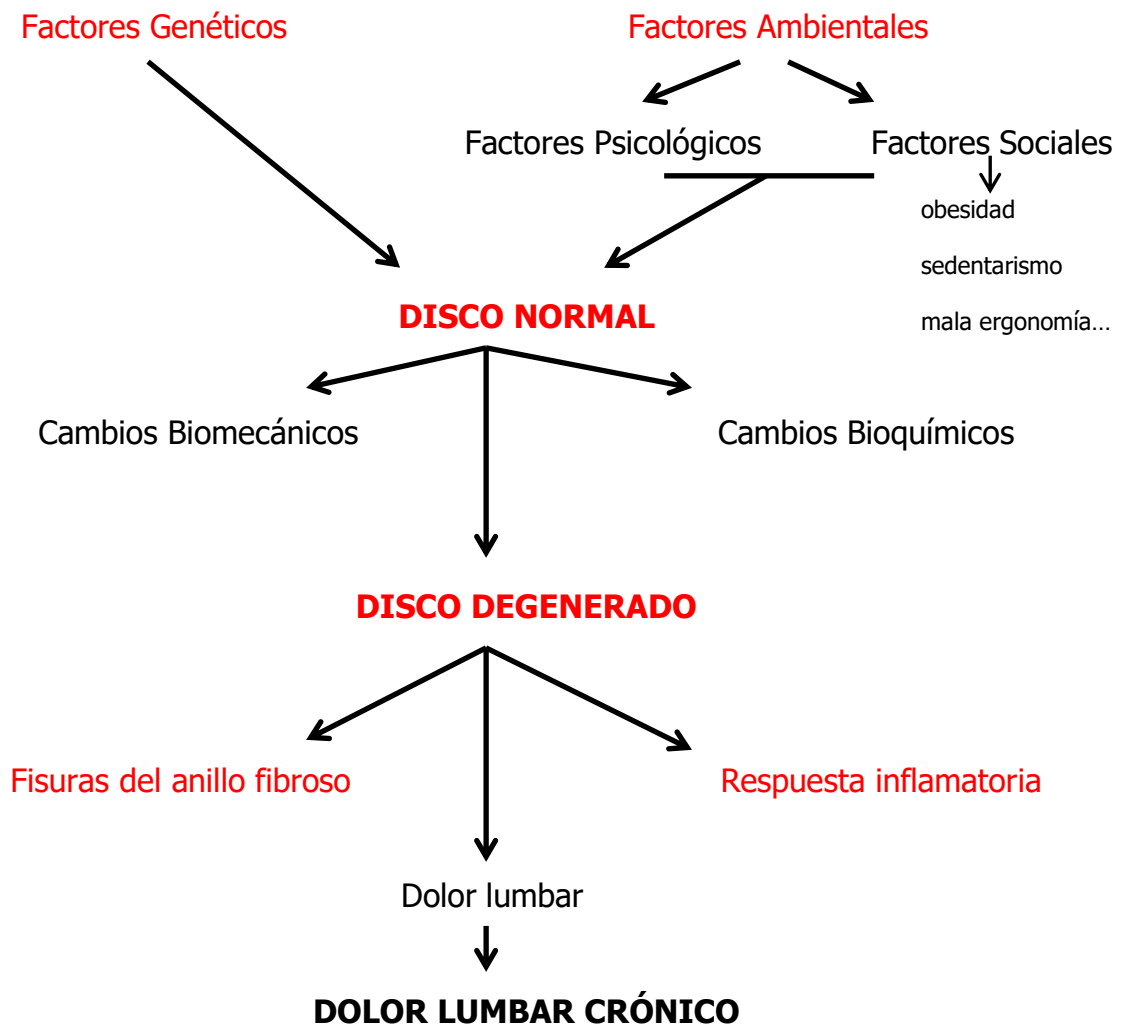 Factores Genéticos
Factores Ambientales
Factores Psicológicos
Factores Sociales
obesidad
sedentarismo
mala ergonomía…
DISCO NORMAL
Cambios Biomecánicos
Cambios Bioquímicos
DISCO DEGENERADO
Fisuras del anillo fibroso
Respuesta inflamatoria
Dolor lumbar
DOLOR LUMBAR CRÓNICO